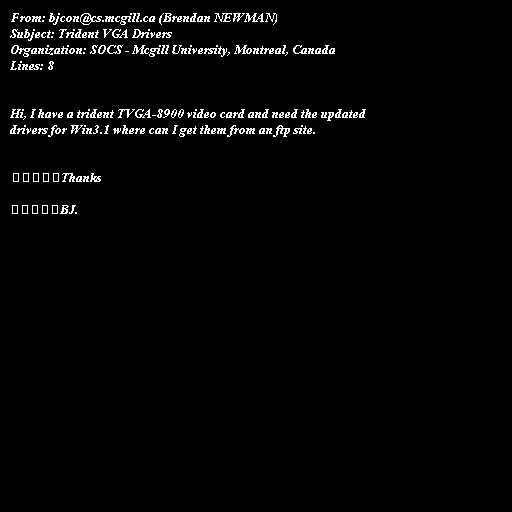 From: bjcon@cs.mcgill.ca (Brendan NEWMAN)
Subject: Trident VGA Drivers
Organization: SOCS - Mcgill University, Montreal, Canada
Lines: 8
Hi, I have a trident TVGA-8900 video card and need the updated
drivers for Win3.1 where can I get them from an ftp site.
□□□□□Thanks
□□□□□BJ.